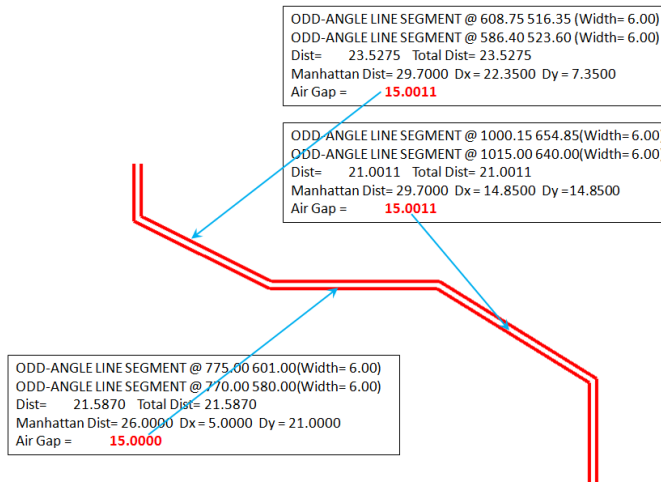 ODD-ANGLE LINE SEGMENT @ 608.75 516.35 (Width= 6.00)
ODD-ANGLE LINE SEGMENT @ 586.40 523.60 (Width= 6.00)
Dist= 23.5275 Total Dist= 23.5275
Manhattan Dist= 29.7000 Dx= 22.3500 Dy= 7.3500
Air Gap = 15.0011
ODD-ANGLE LINE SEGMENT @ 1000.15 654.85(Width= 6.00)
ODD-ANGLE LINE SEGMENT @ 1015.00 640.00(Width= 6.00)
Dist= 21.0011 Total Dist= 21.0011
Manhattan Dist= 29.7000 Dx= 14.8500 Dy=14.8500
Air Gap = 15.0011
ODD-ANGLE LINE SEGMENT @ 775.00 601.00(Width= 6.00)
ODD-ANGLE LINE SEGMENT @ 770.00 580.00(Width= 6.00)
Dist= 21.5870 Total Dist= 21.5870
Manhattan Dist= 26.0000 Dx= 5.0000 Dy= 21.0000
Air Gap = 15.0000